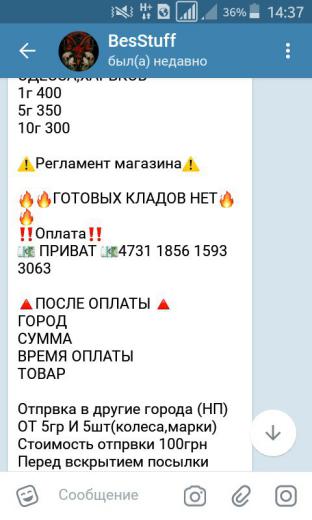 36% 14:37
BesStuff
был(а) недавно
ОДЕССА,ХАРЬКОВ
1г 400
5г 350
10г 300
⚠️Регламент магазина⚠️
🔥🔥ГОТОВЫХ КЛАДОВ НЕТ🔥
🔥
‼️Оплата‼️
💵 ПРИВАТ 💵4731 1856 1593
3063
🔺ПОСЛЕ ОПЛАТЫ 🔺
ГОРОД
СУММА
ВРЕМЯ ОПЛАТЫ
ТОВАР
Отпрвка в другие города (НП)
ОТ 5гр И 5шт(колеса,марки)
Стоимость отпрвки 100грн
Перед вскрытием посылки
Сообщение